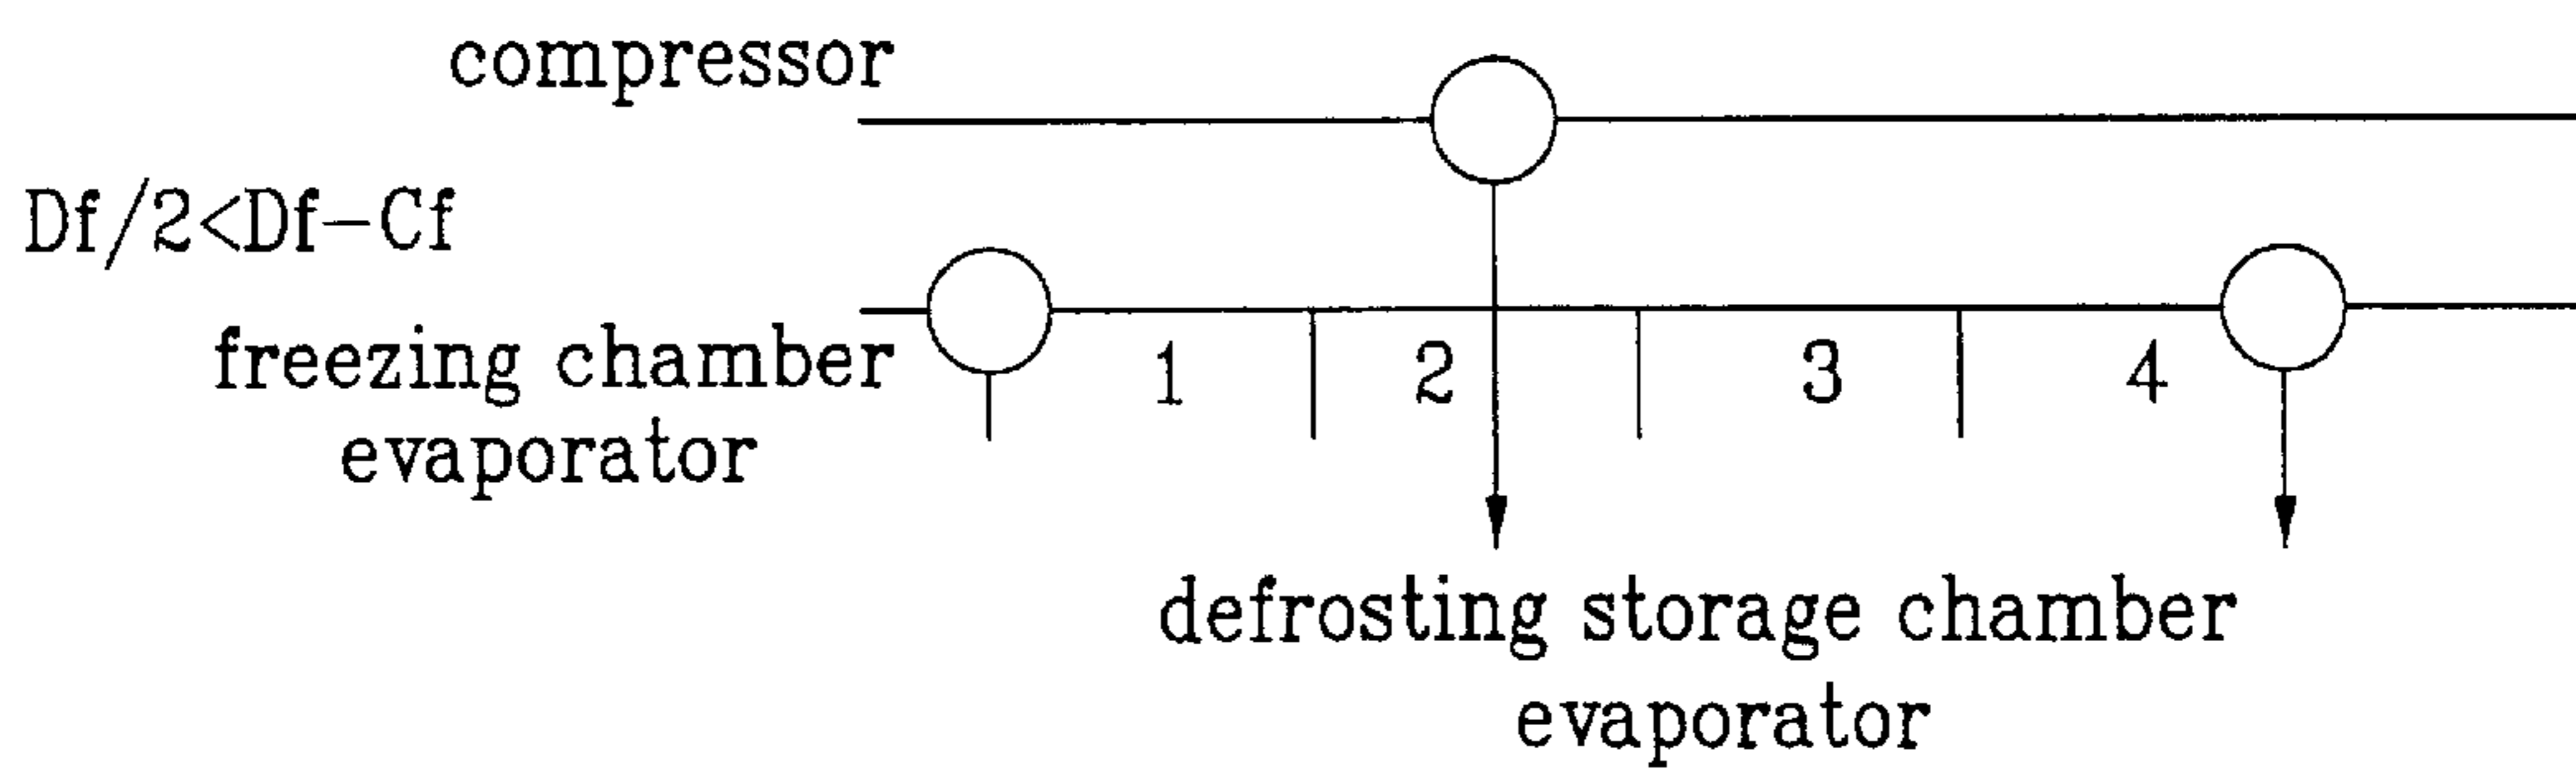 compressor
Df/2<Df-Cf
freezing chamber
evaporator
1 2 3 4
defrosting storage chamber
evaporator